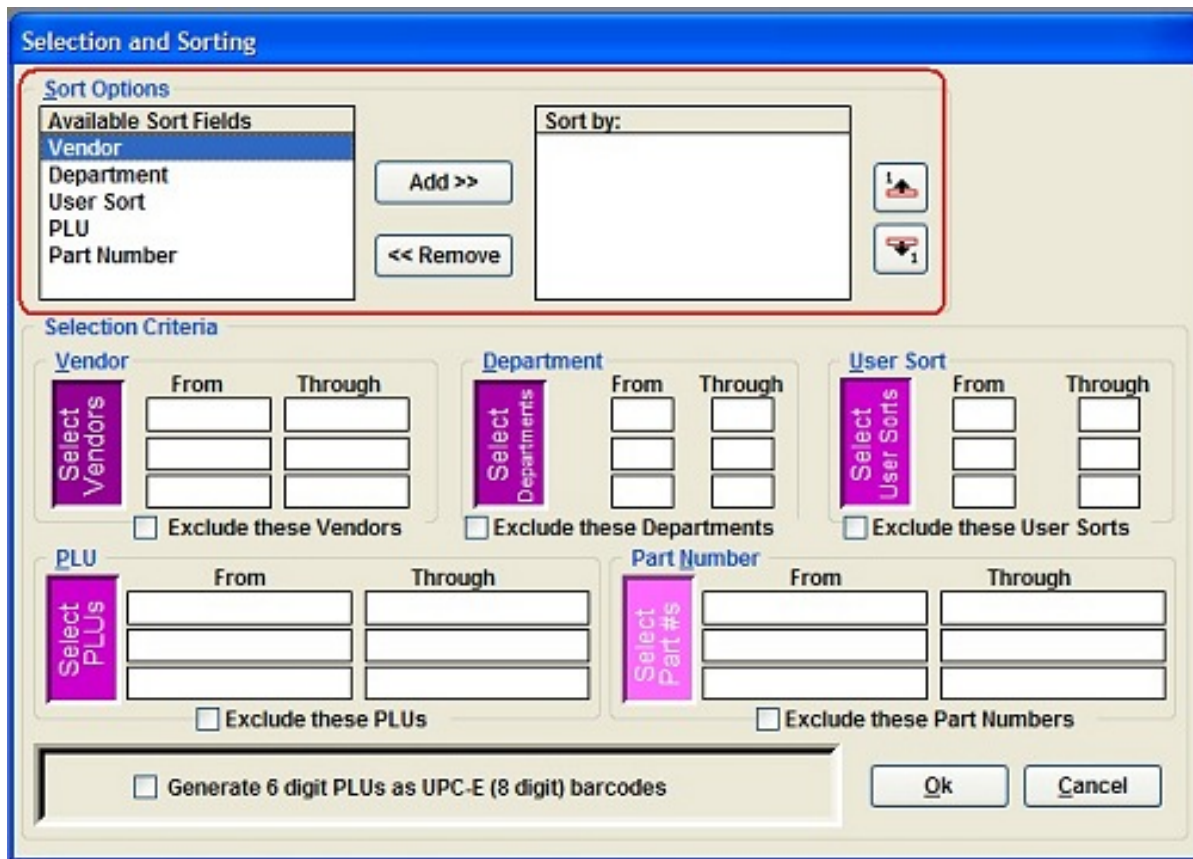 Selection and Sorting
Sort Options
Available Sort Fields
Sort by:
Vendor
Department
User Sort
PLU
Part Number
Add >>
<< Remove
1
1
Selection Criteria
Vendor
Select
Vendors
From Through
Exclude these Vendors
Department
Select
Departments
From Through
Exclude these Departments
User Sort
Select
User Sorts
From Through
Exclude these User Sorts
PLU
Select
PLUs
From Through
Exclude these PLUs
Part Number
Select
Part #s
From Through
Exclude these Part Numbers
Generate 6 digit PLUs as UPC-E (8 digit) barcodes
Ok
Cancel